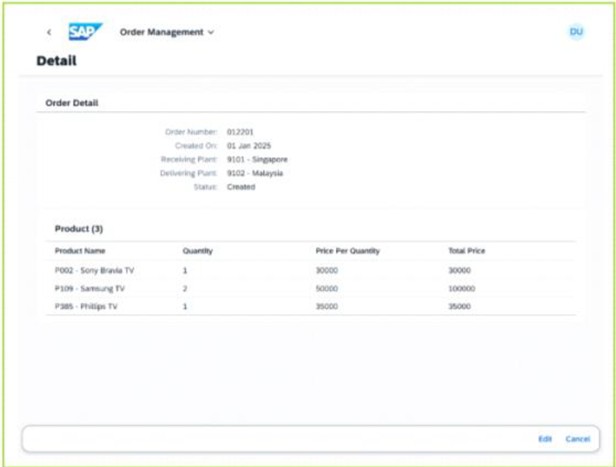 < SAP Order Management DU
Detail
Order Detail
Order Number: 012201
Created On: 01 Jan 2025
Receiving Plant: 9101 - Singapore
Delivering Plant: 9102 - Malaysia
Status: Created
Product (3)
Product Name Quantity Price Per Quantity Total Price
P002 - Sony Bravia TV 1 30000 30000
P109 - Samsung TV 2 50000 100000
P385 - Phillips TV 1 35000 35000
Edit Cancel